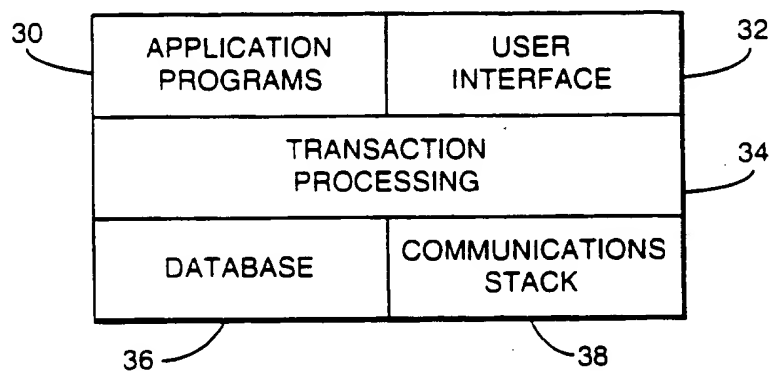 30
APPLICATION
PROGRAMS
USER
INTERFACE
32
TRANSACTION
PROCESSING
34
DATABASE
COMMUNICATIONS
STACK
36
38